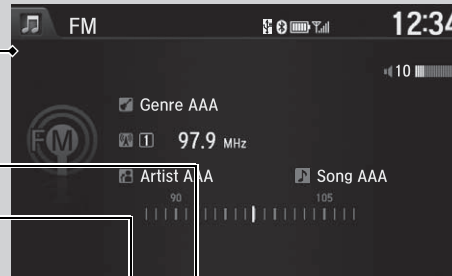 FM 12:34
10
Genre AAA
FM 1 97.9 MHz
Artist AAA Song AAA
90 105